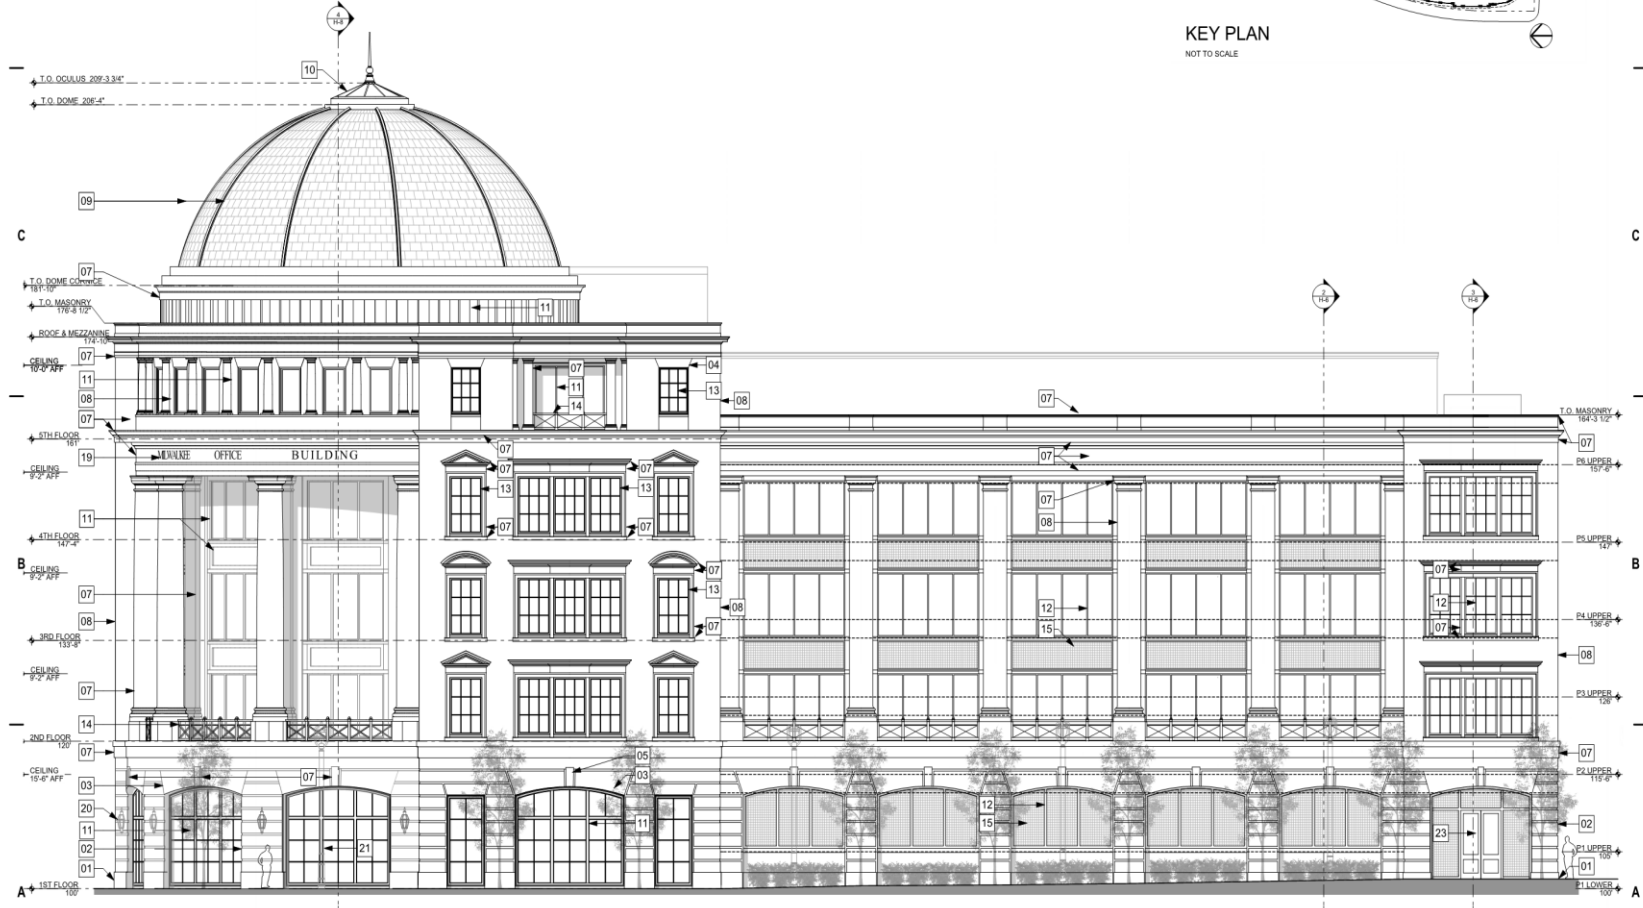 KEY PLAN
NOT TO SCALE
4
H-6
10
T.O. OCULUS 209'-3 3/4"
T.O. DOME 206'-4"
09
C
C
07
T.O. DOME CORNICE
181'-10"
T.O. MASONRY
176'-8 1/2"
11
2
H-6
3
H-6
ROOF & MEZZANINE
174'-10"
07
CEILING
10'-0" AFF
11
08
07
11
14
04
13
08
07
T.O. MASONRY
164'-3 1/2"
07
5TH FLOOR
161'
07
07
07
19
MILWAUKEE OFFICE BUILDING
CEILING
9'-2" AFF
07
07
13
13
P6 UPPER
157'-6"
07
08
11
07
07
4TH FLOOR
147'-4"
P5 UPPER
147'
B
B
CEILING
9'-2" AFF
07
07
07
13
12
12
08
08
07
P4 UPPER
136'-6"
07
15
3RD FLOOR
133'-8"
08
CEILING
9'-2" AFF
07
P3 UPPER
126'
14
2ND FLOOR
120'
07
07
05
CEILING
15'-6" AFF
07
03
P2 UPPER
115'-6"
03
20
12
11
11
15
02
23
02
21
P1 UPPER
105'
01
01
A
1ST FLOOR
100'
P1 LOWER
100'
A